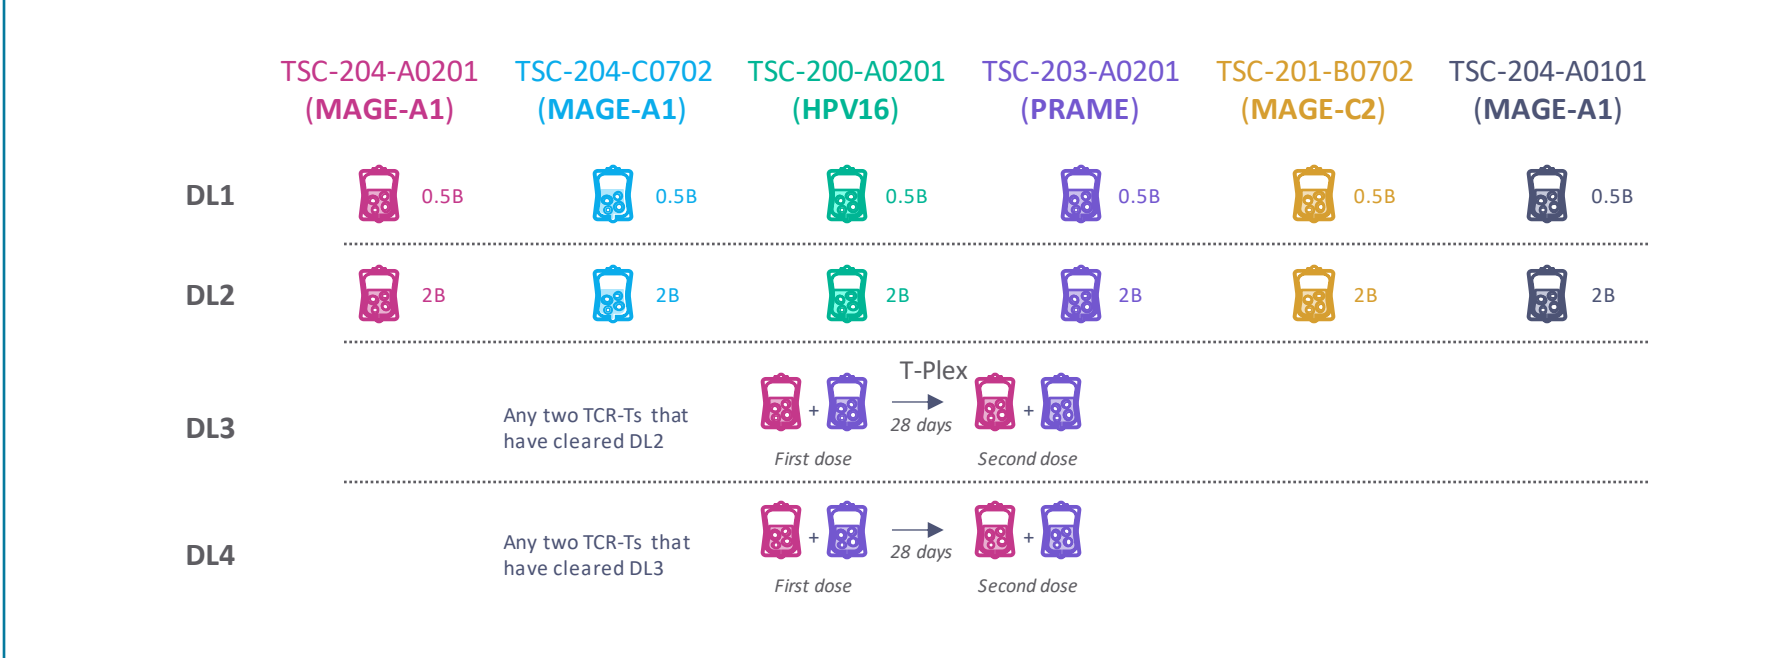 TSC-204-A0201 TSC-204-C0702 TSC-200-A0201 TSC-203-A0201 TSC-201-B0702 TSC-204-A0101
(MAGE-A1) (MAGE-A1) (HPV16) (PRAME) (MAGE-C2) (MAGE-A1)
DL1 0.5B 0.5B 0.5B 0.5B 0.5B 0.5B
DL2 2B 2B 2B 2B 2B 2B
T-Plex
DL3
Any two TCR-Ts that
have cleared DL2
+ 28 days +
First dose Second dose
DL4
Any two TCR-Ts that
have cleared DL3
+ 28 days +
First dose Second dose